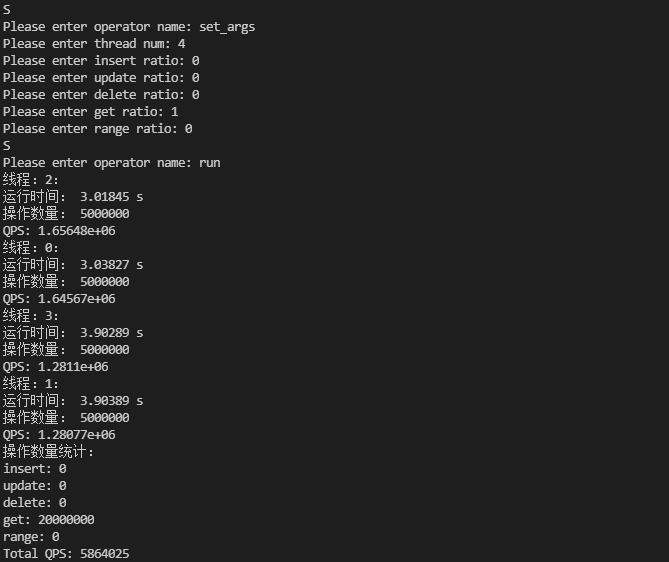 S
Please enter operator name: set_args
Please enter thread num: 4
Please enter insert ratio: 0
Please enter update ratio: 0
Please enter delete ratio: 0
Please enter get ratio: 1
Please enter range ratio: 0
S
Please enter operator name: run
线程: 2:
运行时间:  3.01845 s
操作数量:  5000000
QPS: 1.65648e+06
线程: 0:
运行时间:  3.03827 s
操作数量:  5000000
QPS: 1.64567e+06
线程: 3:
运行时间:  3.90289 s
操作数量:  5000000
QPS: 1.2811e+06
线程: 1:
运行时间:  3.90389 s
操作数量:  5000000
QPS: 1.28077e+06
操作数量统计:
insert: 0
update: 0
delete: 0
get: 20000000
range: 0
Total QPS: 5864025